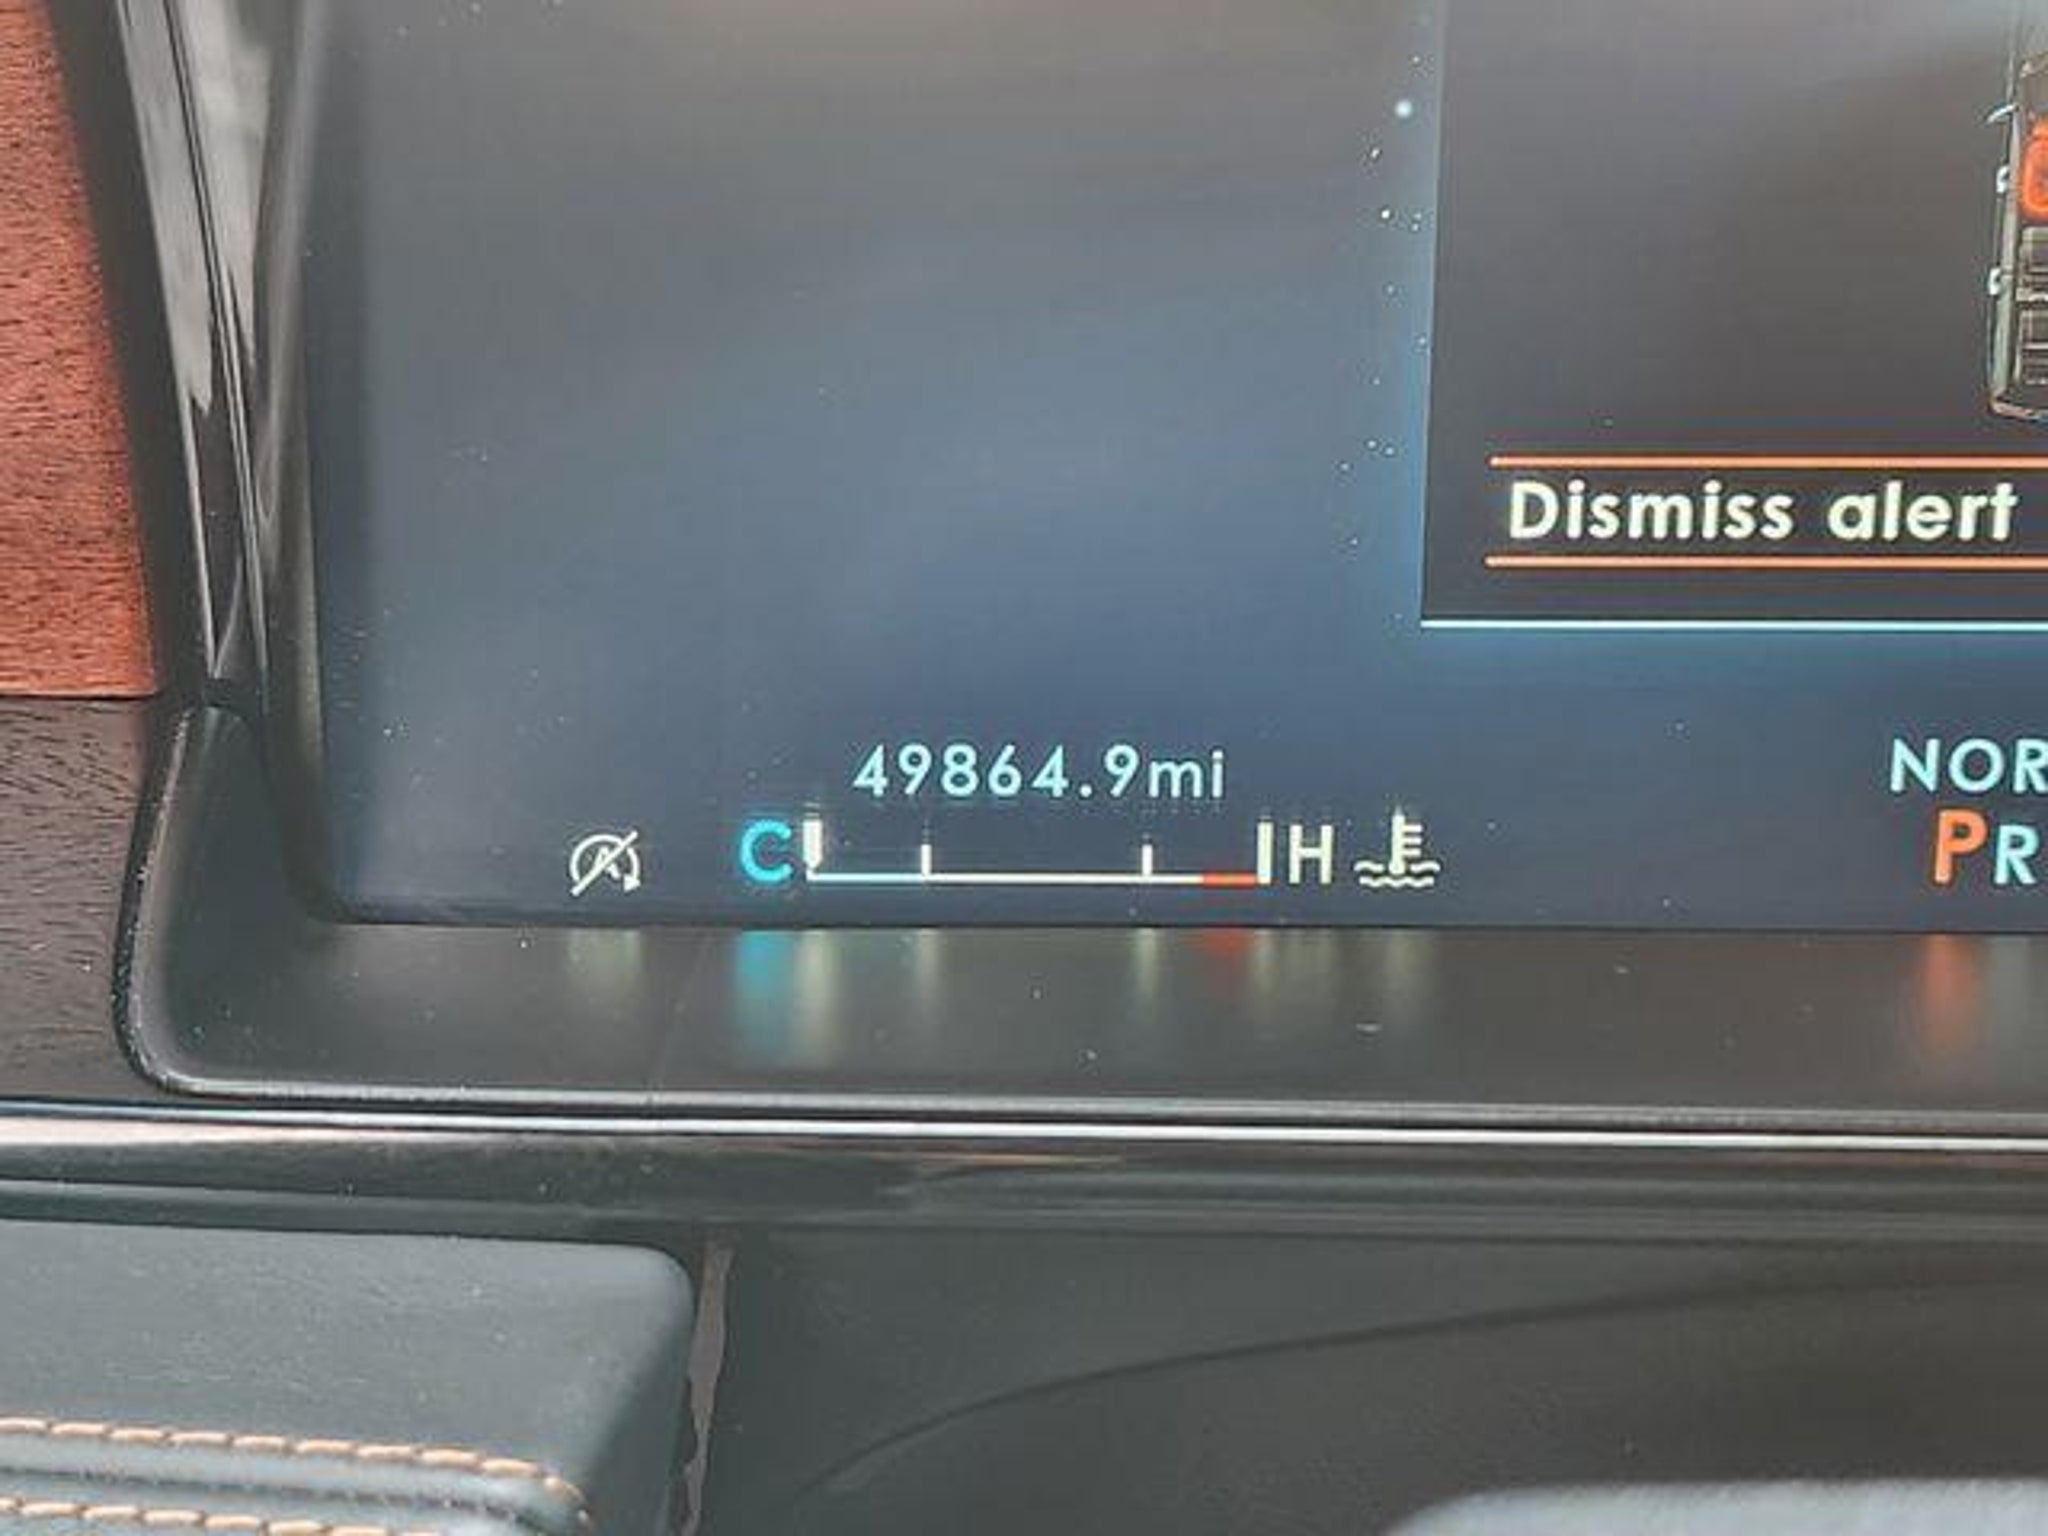 Dismiss alert
49864.9mi
NOR
C H
PR